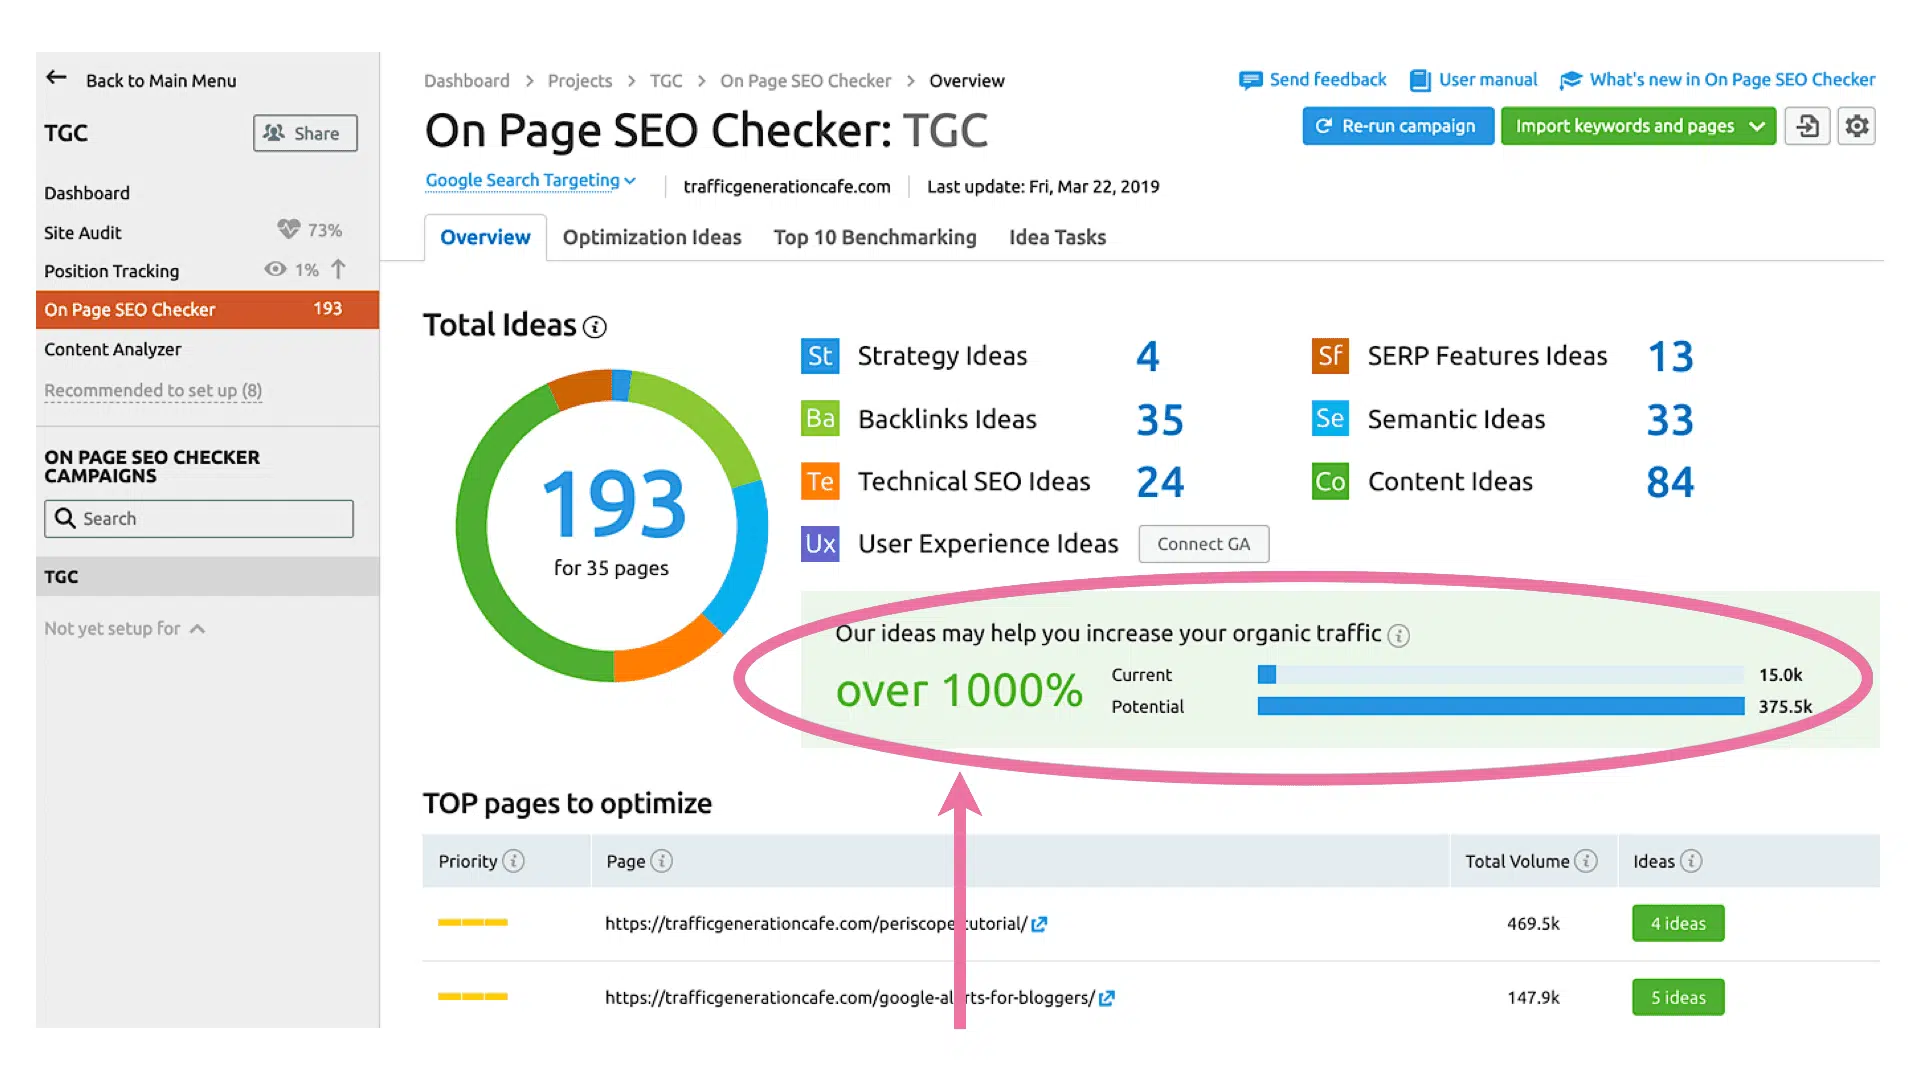 Back to Main Menu
TGC
Share
Dashboard
Site Audit 73%
Position Tracking 1%
On Page SEO Checker 193
Content Analyzer
Recommended to set up (8)
ON PAGE SEO CHECKER
CAMPAIGNS
Search
TGC
Not yet setup for
Dashboard > Projects > TGC > On Page SEO Checker > Overview
Send feedback User manual What's new in On Page SEO Checker
On Page SEO Checker: TGC
Re-run campaign Import keywords and pages
Google Search Targeting trafficgenerationcafe.com Last update: Fri, Mar 22, 2019
Overview Optimization Ideas Top 10 Benchmarking Idea Tasks
Total Ideas i
193
for 35 pages
St Strategy Ideas 4
Sf SERP Features Ideas 13
Ba Backlinks Ideas 35
Se Semantic Ideas 33
Te Technical SEO Ideas 24
Co Content Ideas 84
Ux User Experience Ideas Connect GA
Our ideas may help you increase your organic traffic i
over 1000%
Current 15.0k
Potential 375.5k
TOP pages to optimize
Priority i Page i Total Volume i Ideas i
https://trafficgenerationcafe.com/periscope-tutorial/ 469.5k 4 ideas
https://trafficgenerationcafe.com/google-alerts-for-bloggers/ 147.9k 5 ideas